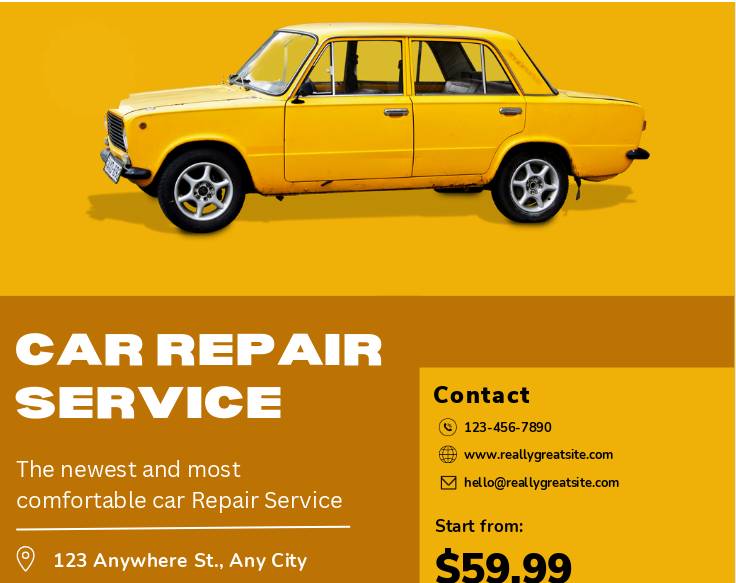 CAR REPAIR
SERVICE
The newest and most
comfortable car Repair Service
123 Anywhere St., Any City
Contact
123-456-7890
www.reallygreatsite.com
hello@reallygreatsite.com
Start from:
$59.99